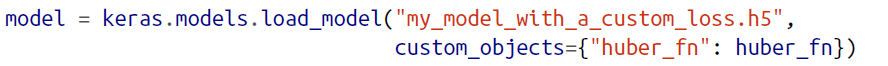 model = keras.models.load_model("my_model_with_a_custom_loss.h5",
custom_objects={"huber_fn": huber_fn})